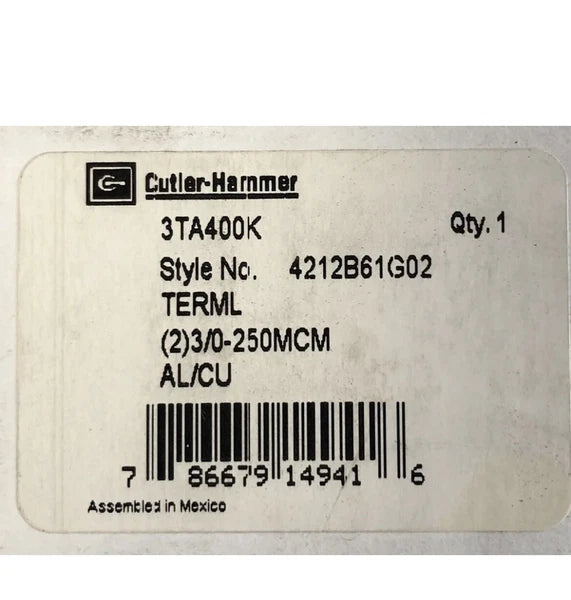 Cutler-Hammer
3TA400K Qty. 1
Style No. 4212B61G02
TERML
(2)3/0-250MCM
AL/CU
7 86679 14941 6
Assembled in Mexico